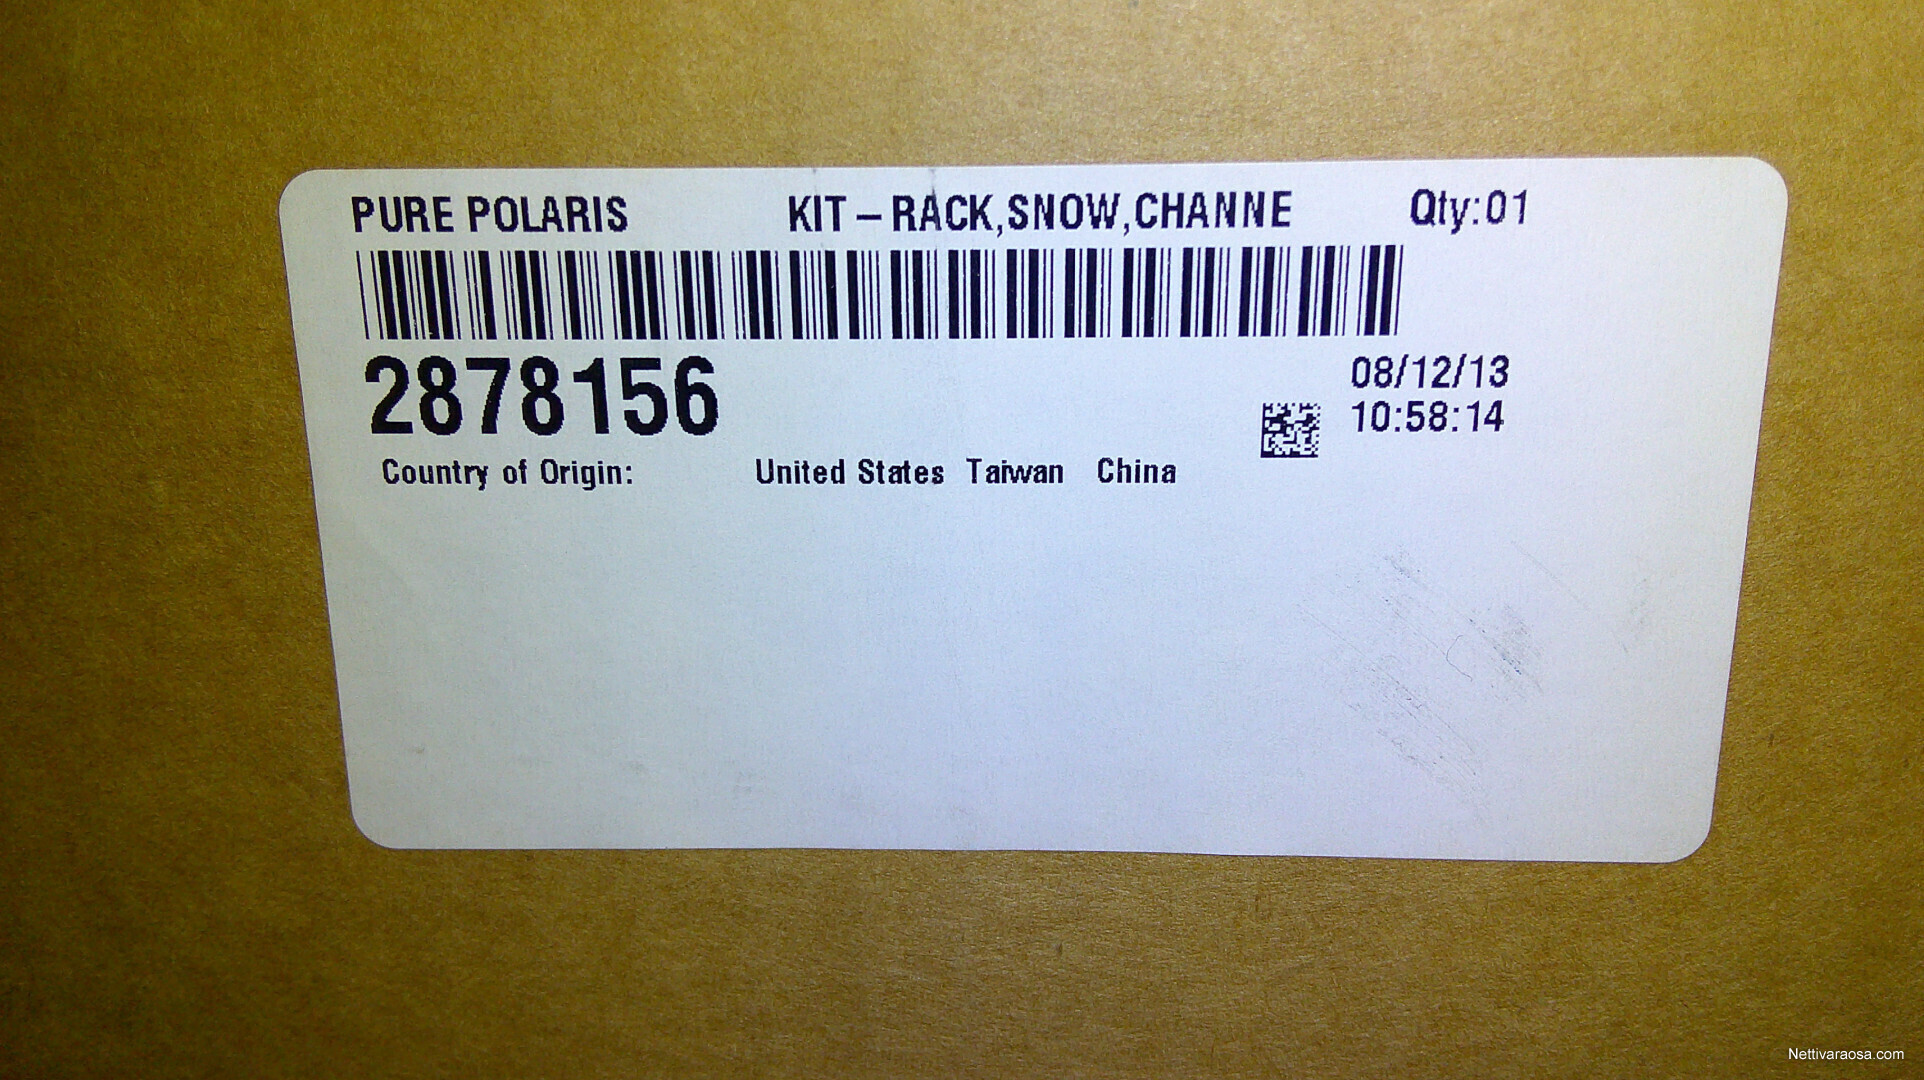 PURE POLARIS KIT – RACK,SNOW,CHANNE Qty:01
2878156
08/12/13
10:58:14
Country of Origin: United States Taiwan China
Nettivaraosa.com